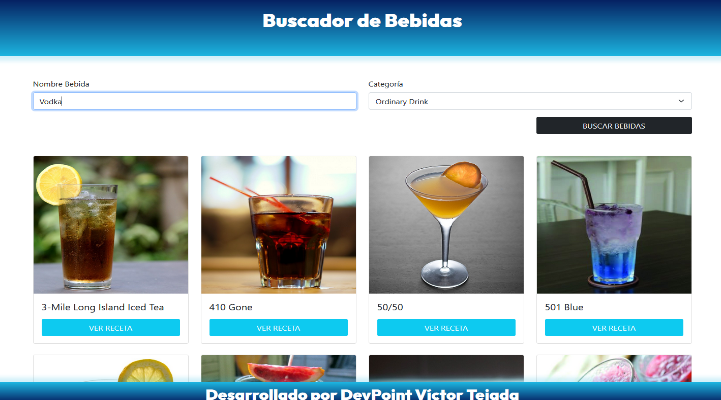 Buscador de Bebidas
Nombre Bebida
Categoría
Vodka
Ordinary Drink
BUSCAR BEBIDAS
3-Mile Long Island Iced Tea
410 Gone
50/50
501 Blue
VER RECETA
VER RECETA
VER RECETA
VER RECETA
Desarrollado por DevPoint Víctor Tejada